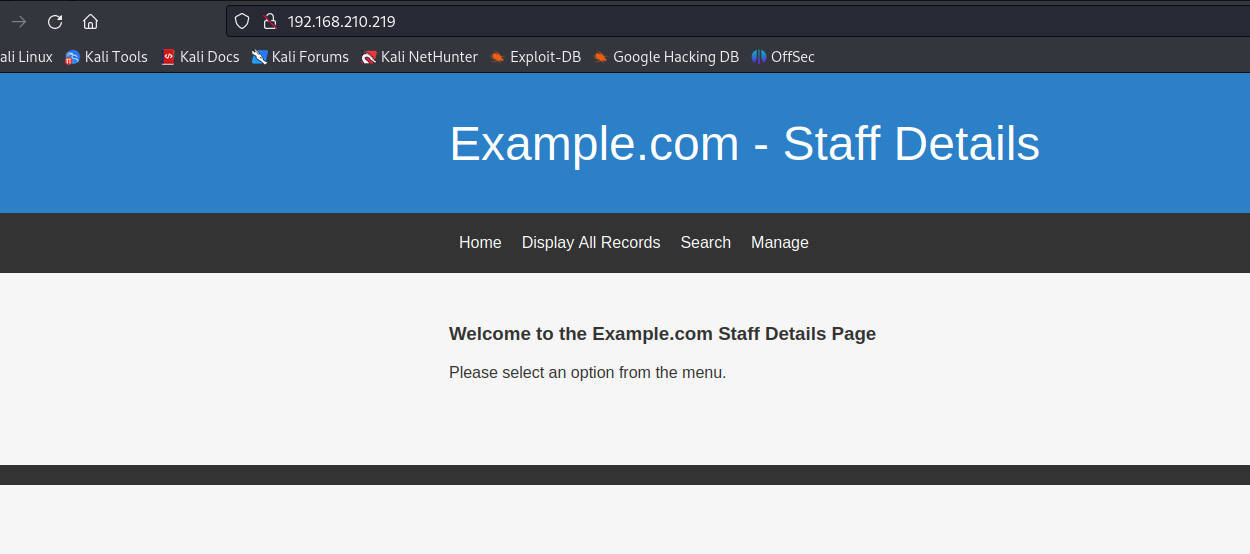 192.168.210.219
ali Linux Kali Tools Kali Docs Kali Forums Kali NetHunter Exploit-DB Google Hacking DB OffSec
Example.com - Staff Details
Home Display All Records Search Manage
Welcome to the Example.com Staff Details Page
Please select an option from the menu.